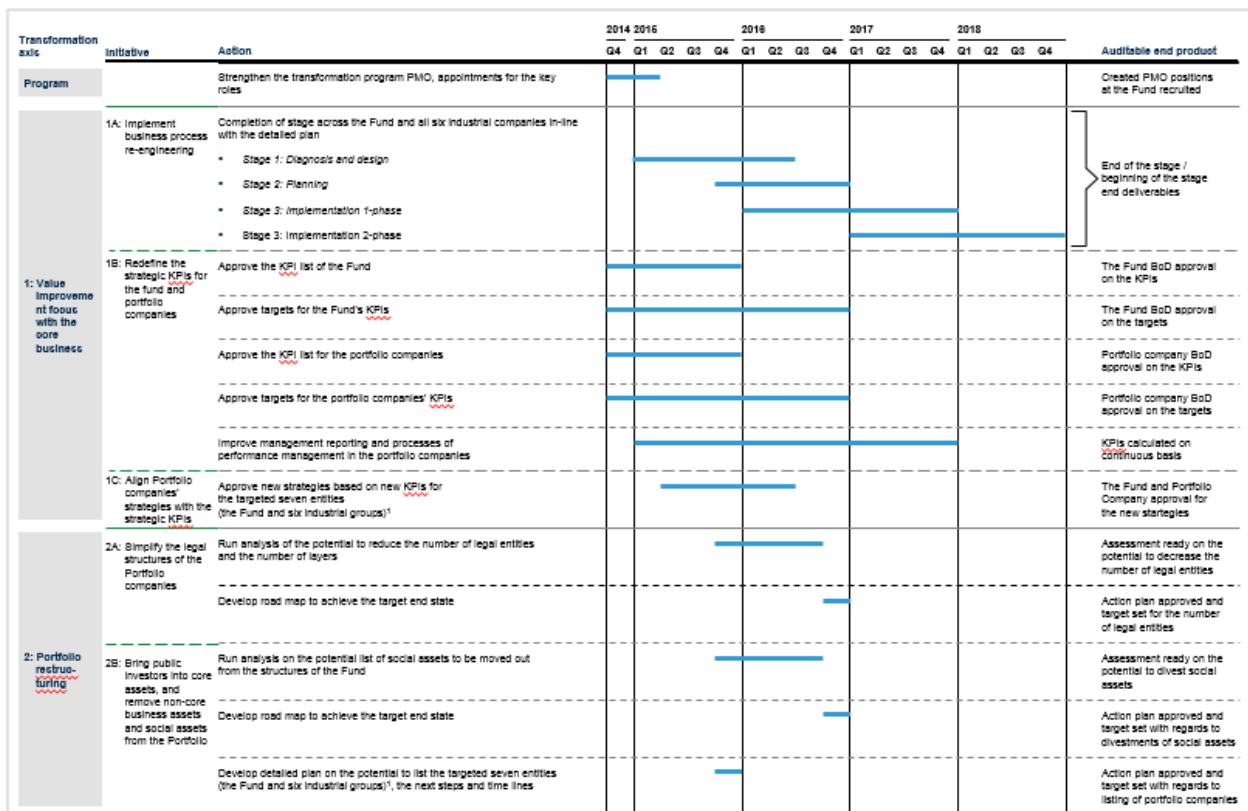 2014 2015 2016 2017 2018
Transformation
axis
Initiative
Action
Q4 Q1 Q2 Q3 Q4 Q1 Q2 Q3 Q4 Q1 Q2 Q3 Q4 Q1 Q2 Q3 Q4
Auditable end product
Program
Strengthen the transformation program PMO, appointments for the key
roles
Created PMO positions
at the Fund recruited
1: Value
Improveme
nt focus
with the
core
business
1A: Implement
business process
re-engineering
Completion of stage across the Fund and all six industrial companies in-line
with the detailed plan
▪ Stage 1: Diagnosis and design
▪ Stage 2: Planning
▪ Stage 3: Implementation 1-phase
▪ Stage 3: Implementation 2-phase
End of the stage /
beginning of the stage
end deliverables
1B: Redefine the
strategic KPIs for
the fund and
portfolio
companies
Approve the KPI list of the Fund
The Fund BoD approval
on the KPIs
Approve targets for the Fund's KPIs
The Fund BoD approval
on the targets
Approve the KPI list for the portfolio companies
Portfolio company BoD
approval on the KPIs
Approve targets for the portfolio companies' KPIs
Portfolio company BoD
approval on the targets
Improve management reporting and processes of
performance management in the portfolio companies
KPIs calculated on
continuous basis
1C: Align Portfolio
companies'
strategies with the
strategic KPIs
Approve new strategies based on new KPIs for
the targeted seven entities
(the Fund and six industrial groups)¹
The Fund and Portfolio
Company approval for
the new startegies
2: Portfolio
restruc-
turing
2A: Simplify the legal
structures of the
Portfolio
companies
Run analysis of the potential to reduce the number of legal entities
and the number of layers
Assessment ready on the
potential to decrease the
number of legal entities
Develop road map to achieve the target end state
Action plan approved and
target set for the number
of legal entities
2B: Bring public
investors into core
assets, and
remove non-core
business assets
and social assets
from the Portfolio
Run analysis on the potential list of social assets to be moved out
from the structures of the Fund
Assessment ready on the
potential to divest social
assets
Develop road map to achieve the target end state
Action plan approved and
target set with regards to
divestments of social assets
Develop detailed plan on the potential to list the targeted seven entities
(the Fund and six industrial groups)¹, the next steps and time lines
Action plan approved and
target set with regards to
listing of portfolio companies